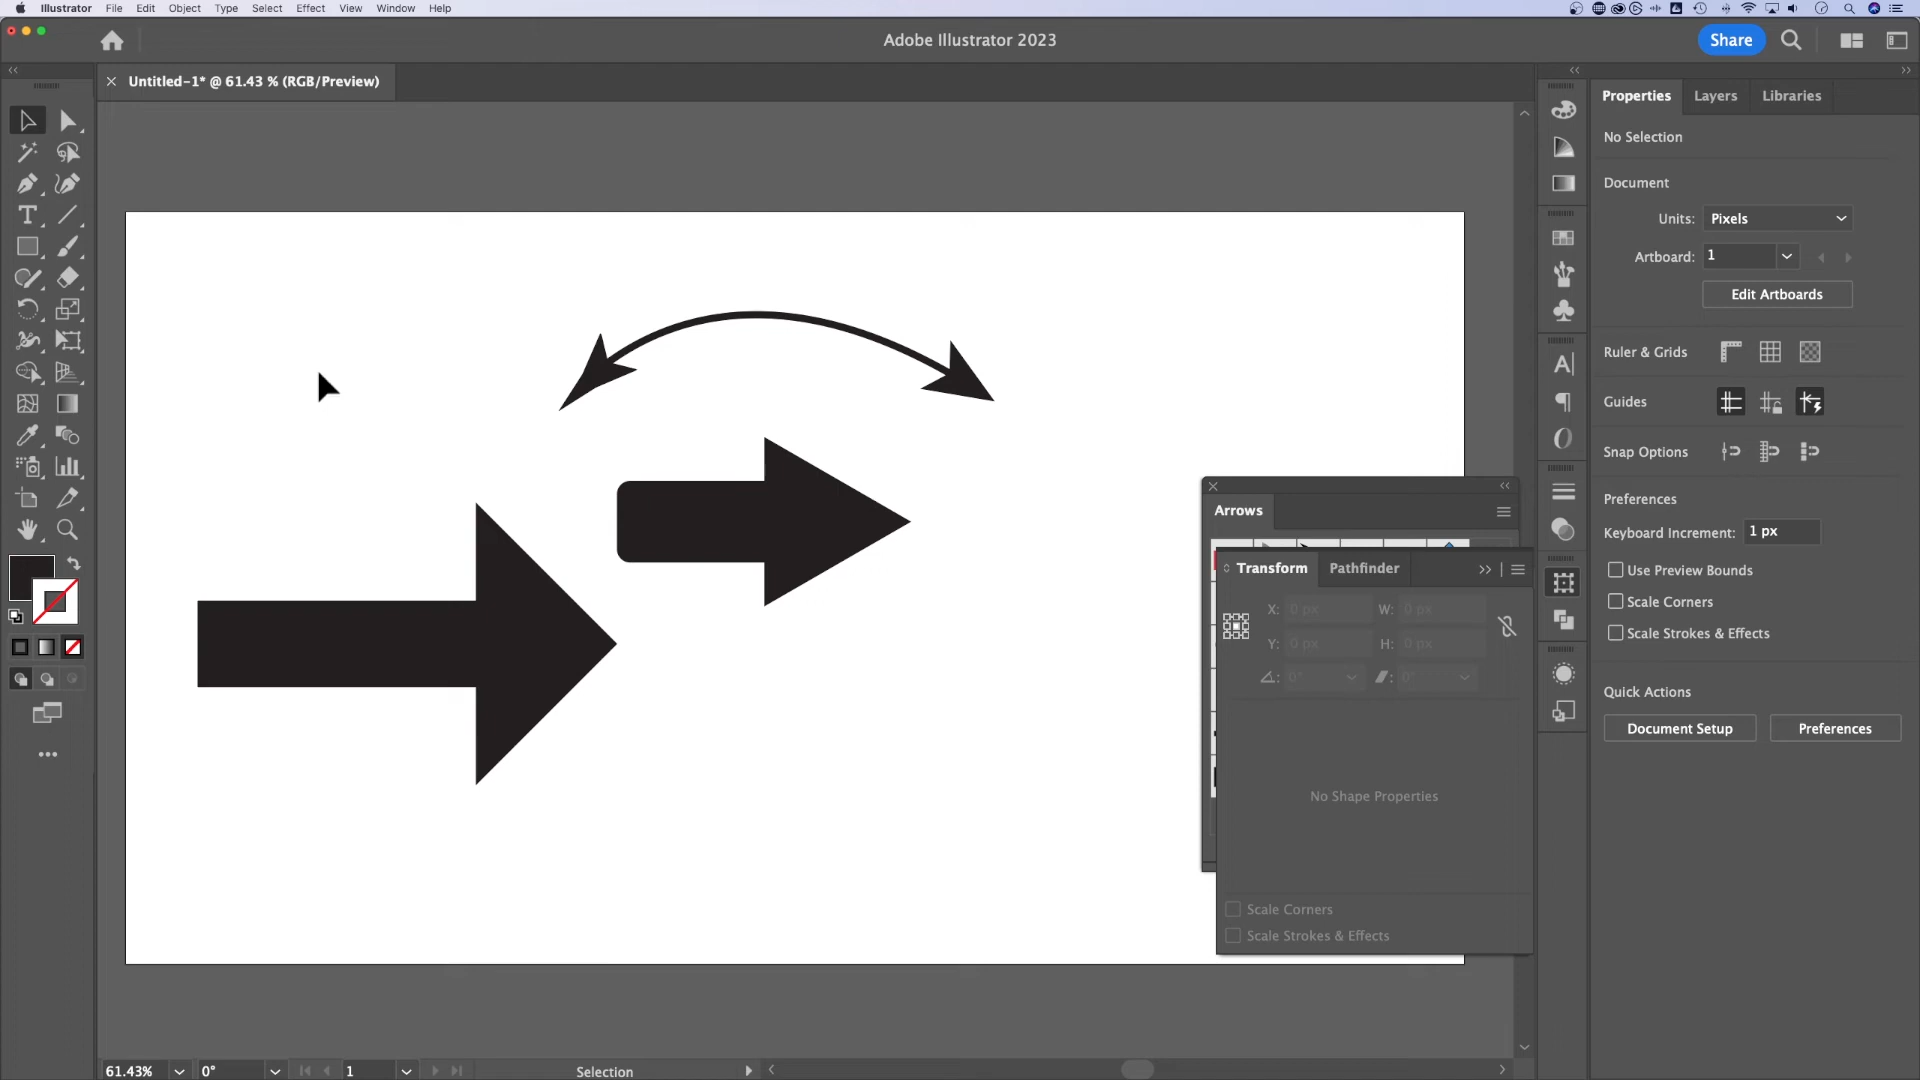 Illustrator File Edit Object Type Select Effect View Window Help
Adobe Illustrator 2023
Share
Untitled-1* @ 61.43 % (RGB/Preview)
Properties Layers Libraries
No Selection
Document
Units: Pixels
Artboard: 1
Edit Artboards
Ruler & Grids
Guides
Snap Options
Preferences
Keyboard Increment: 1 px
Use Preview Bounds
Scale Corners
Scale Strokes & Effects
Quick Actions
Document Setup Preferences
Arrows
Transform Pathfinder
X: 0 px W: 0 px
Y: 0 px H: 0 px
0° 0°
No Shape Properties
Scale Corners
Scale Strokes & Effects
61.43% 0° 1 Selection